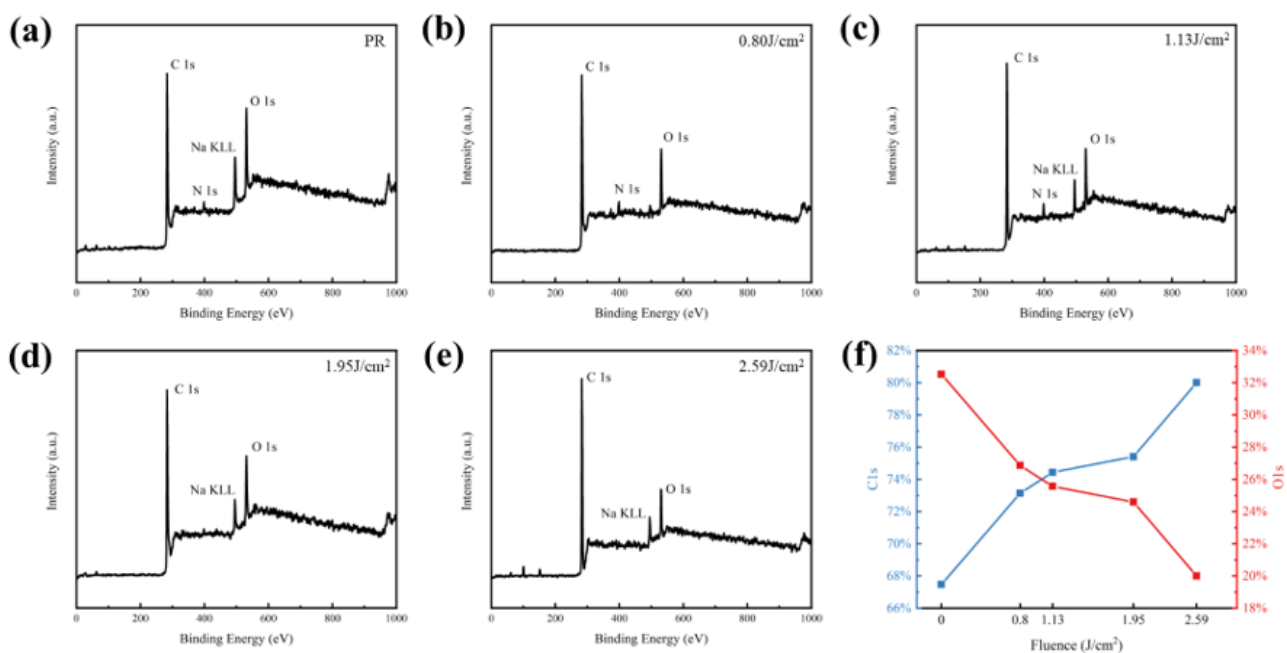 (a)
PR
C 1s
O 1s
Na KLL
N 1s
Intensity (a.u.)
0 200 400 600 800 1000
Binding Energy (eV)
(b)
0.80J/cm²
C 1s
O 1s
N 1s
Intensity (a.u.)
0 200 400 600 800 1000
Binding Energy (eV)
(c)
1.13J/cm²
C 1s
O 1s
Na KLL
N 1s
Intensity (a.u.)
0 200 400 600 800 1000
Binding Energy (eV)
(d)
1.95J/cm²
C 1s
O 1s
Na KLL
Intensity (a.u.)
0 200 400 600 800 1000
Binding Energy (eV)
(e)
2.59J/cm²
C 1s
O 1s
Na KLL
Intensity (a.u.)
0 200 400 600 800 1000
Binding Energy (eV)
(f)
82%
80%
78%
76%
74%
72%
70%
68%
66%
C1s
34%
32%
30%
28%
26%
24%
22%
20%
18%
O1s
0 0.8 1.13 1.95 2.59
Fluence (J/cm²)